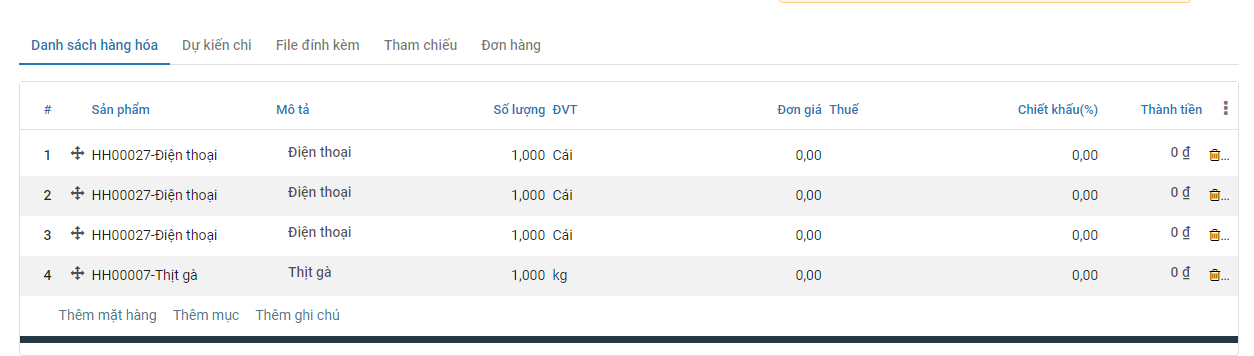 Danh sách hàng hóa Dự kiến chi File đính kèm Tham chiếu Đơn hàng
# Sản phẩm Mô tả Số lượng ĐVT Đơn giá Thuế Chiết khấu(%) Thành tiền
1 HH00027-Điện thoại Điện thoại 1,000 Cái 0,00 0,00 0 ₫ ...
2 HH00027-Điện thoại Điện thoại 1,000 Cái 0,00 0,00 0 ₫ ...
3 HH00027-Điện thoại Điện thoại 1,000 Cái 0,00 0,00 0 ₫ ...
4 HH00007-Thịt gà Thịt gà 1,000 kg 0,00 0,00 0 ₫ ...
Thêm mặt hàng Thêm mục Thêm ghi chú